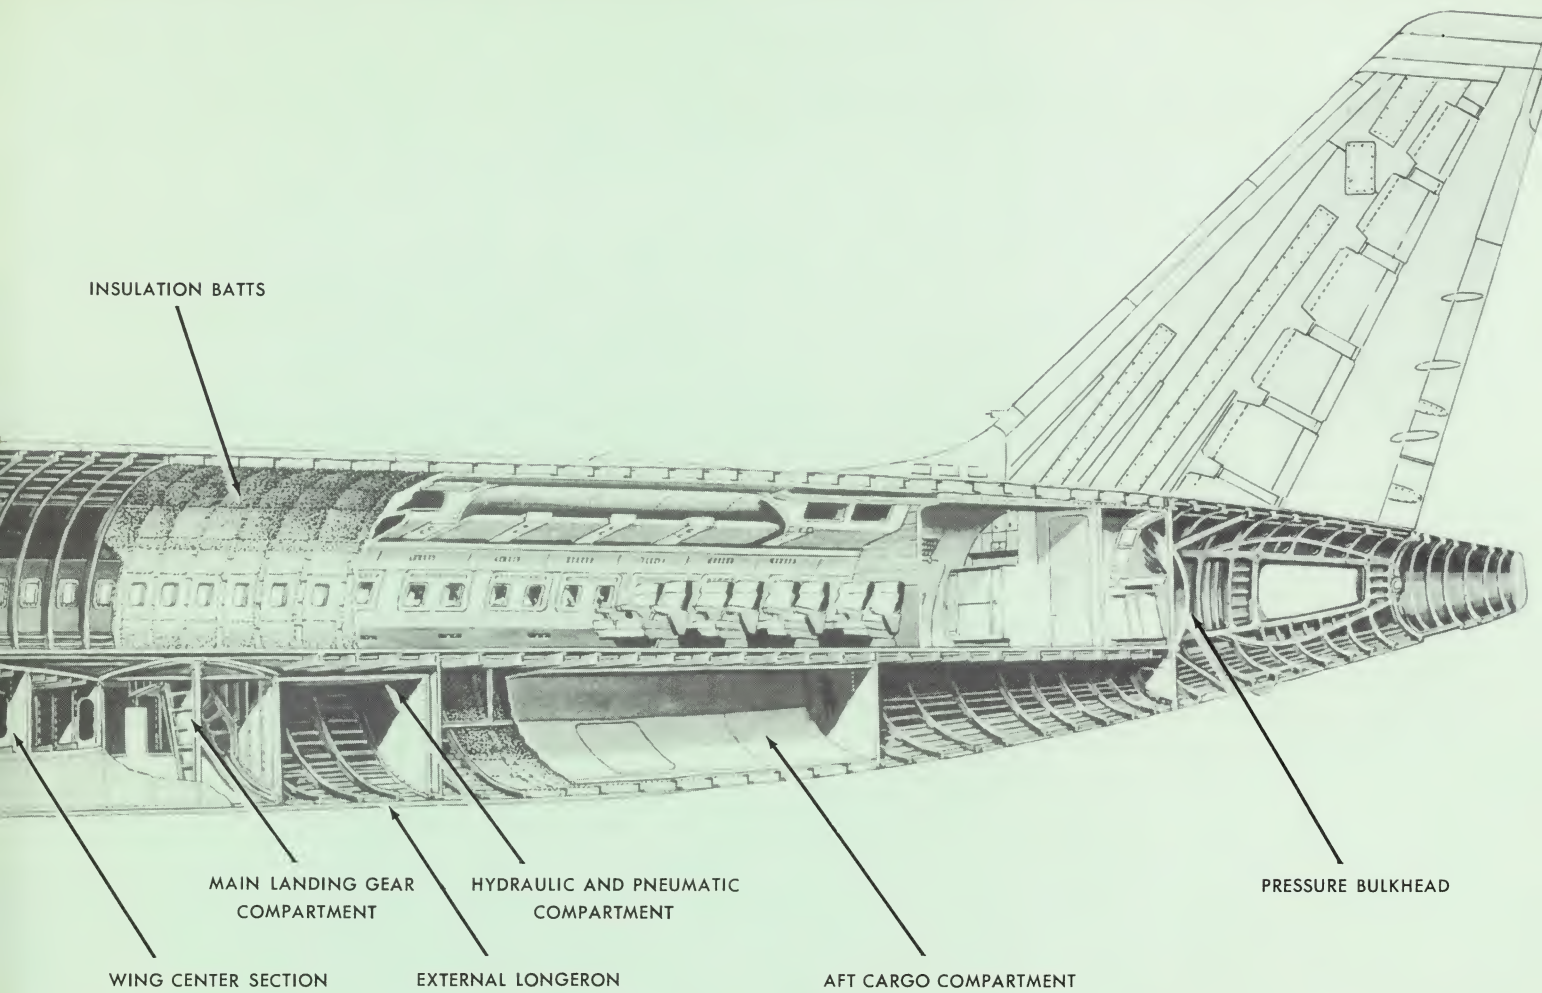 INSULATION BATTS
MAIN LANDING GEAR
COMPARTMENT
HYDRAULIC AND PNEUMATIC
COMPARTMENT
PRESSURE BULKHEAD
WING CENTER SECTION
EXTERNAL LONGERON
AFT CARGO COMPARTMENT